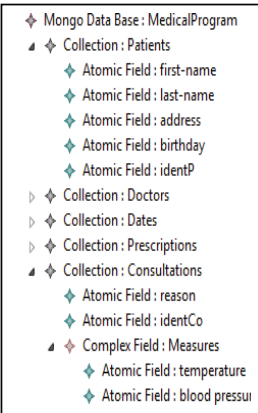 Mongo Data Base : MedicalProgram
Collection : Patients
Atomic Field : first-name
Atomic Field : last-name
Atomic Field : address
Atomic Field : birthday
Atomic Field : identP
Collection : Doctors
Collection : Dates
Collection : Prescriptions
Collection : Consultations
Atomic Field : reason
Atomic Field : identCo
Complex Field : Measures
Atomic Field : temperature
Atomic Field : blood pressur